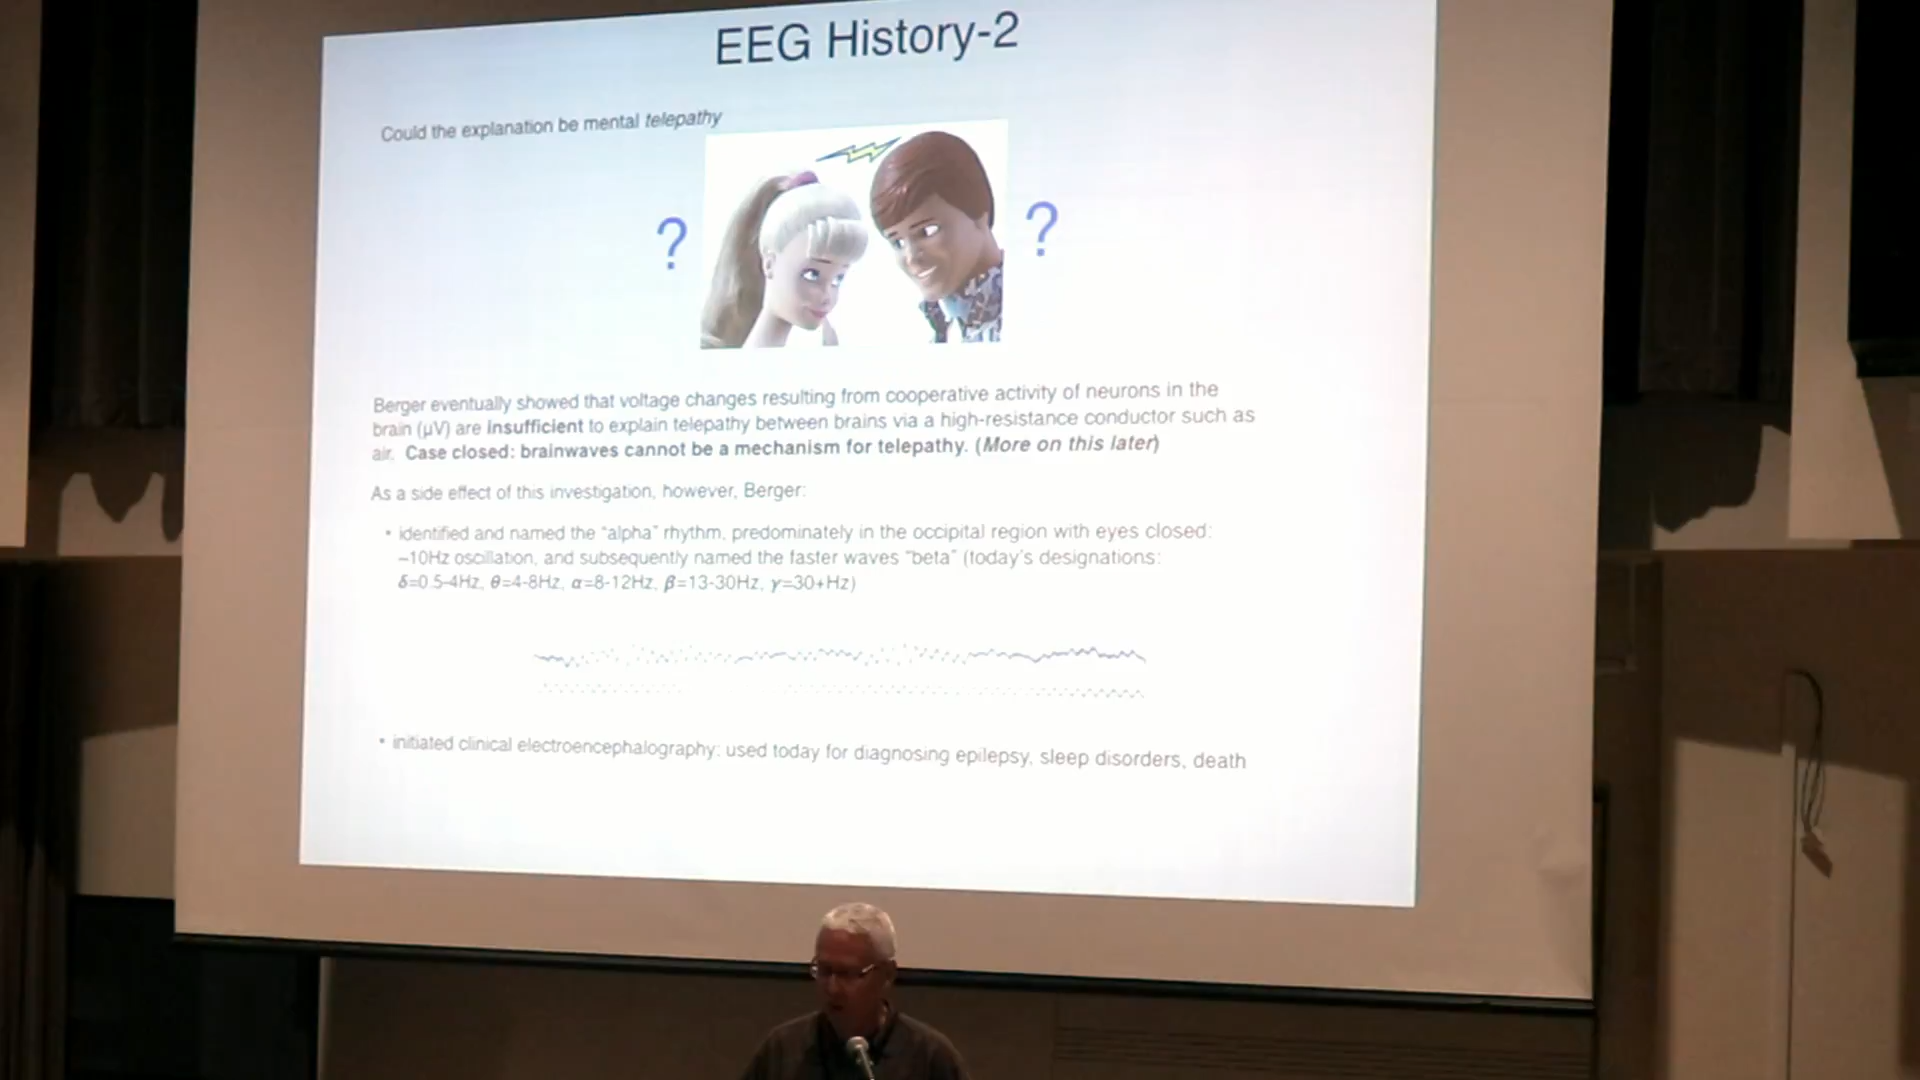 EEG History-2
Could the explanation be mental telepathy
? ?
Berger eventually showed that voltage changes resulting from cooperative activity of neurons in the
brain (µV) are insufficient to explain telepathy between brains via a high-resistance conductor such as
air. Case closed: brainwaves cannot be a mechanism for telepathy. (More on this later)
As a side effect of this investigation, however, Berger:
• identified and named the "alpha" rhythm, predominately in the occipital region with eyes closed:
~10Hz oscillation, and subsequently named the faster waves "beta" (today's designations:
δ=0.5-4Hz, θ=4-8Hz, α=8-12Hz, β=13-30Hz, γ=30+Hz)
• initiated clinical electroencephalography: used today for diagnosing epilepsy, sleep disorders, death